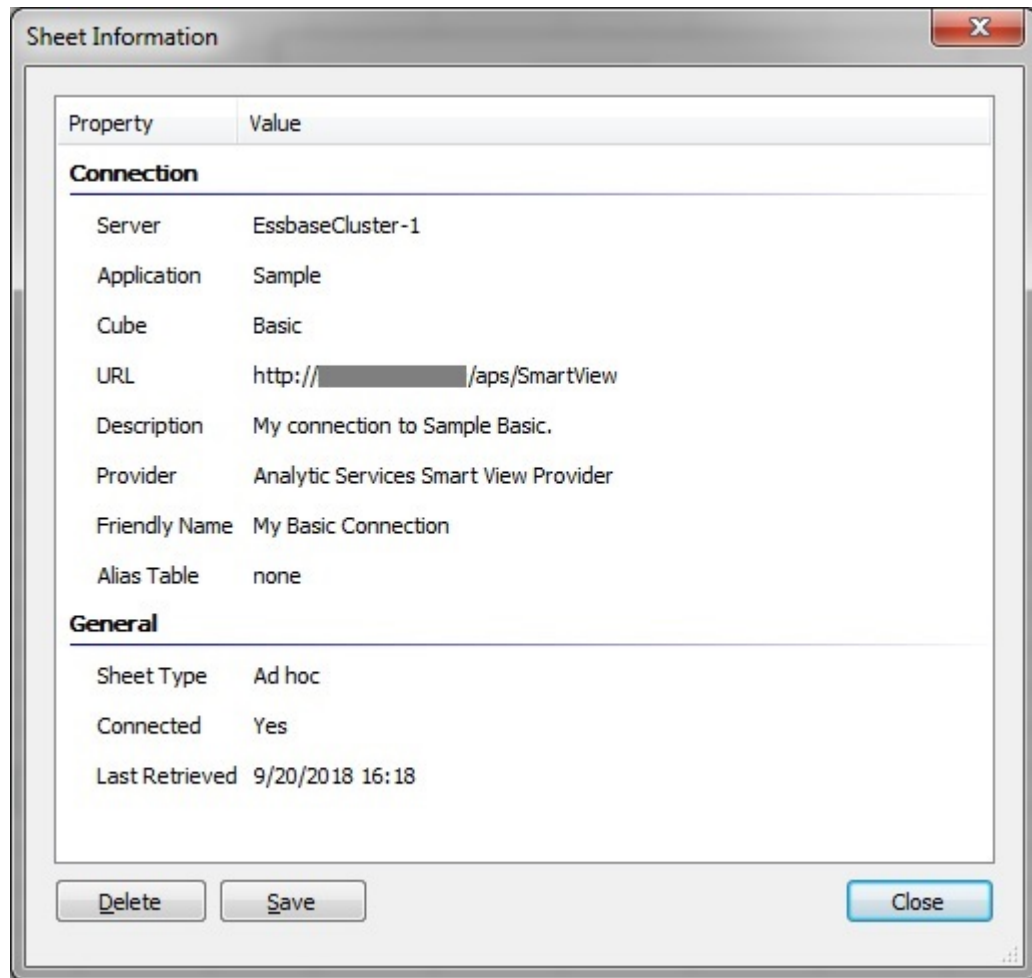 Sheet Information
X
Property Value
Connection
Server EssbaseCluster-1
Application Sample
Cube Basic
URL http:// /aps/SmartView
Description My connection to Sample Basic.
Provider Analytic Services Smart View Provider
Friendly Name My Basic Connection
Alias Table none
General
Sheet Type Ad hoc
Connected Yes
Last Retrieved 9/20/2018 16:18
Delete Save Close